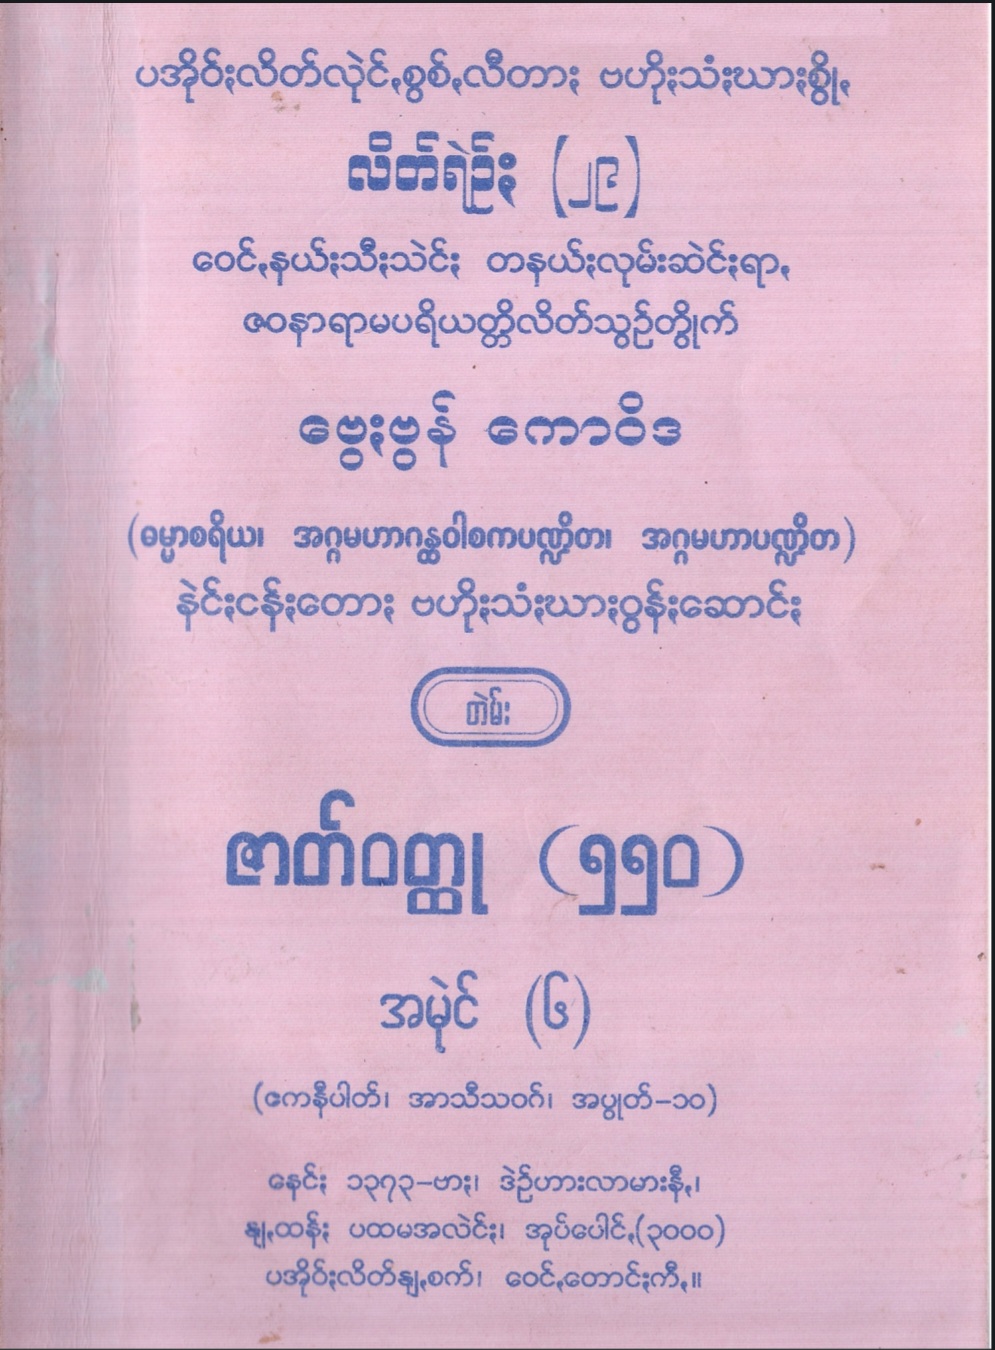 ပအိုဝ်ႏလိတ်လုဲင်ႇစွစ်ႇလီတာႏ ဗဟိုႏသံႏဃာႏစွိုႇ
လိတ်ရဲဉ်ႏ (၂၉)
ဝေင်ႇနယ်ႏသီႏသဲင်ႏ တနယ်ႏလုမ်းဆဲင်ႏရာႇ
ဇဝနာရာမပရိယတ္တိလိတ်သွဉ်တွိုက်
ဗွေႏဗွန် ကောဝိဒ
(ဓမ္မာစရိယ၊ အဂ္ဂမဟာဂန္ထဝါစကပဏ္ဍိတ၊ အဂ္ဂမဟာပဏ္ဍိတ)
နဲင်ႏငန်ႏတောႏ ဗဟိုႏသံႏဃာႏဝွန်ႏဆောင်ႏ
တဲမ်း
ဇာတ်ဝတ္ထု (၅၅၀)
အမုဲင် (၆)
(ဧကနီပါတ်၊ အာသီသဝဂ်၊ အပွုတ်–၁၀)
နေင်ႏ ၁၃၇၃–ဗာႏ၊ ဒဲဉ်ဟားလာမားနီႇ၊
နျႇထန်ႏ ပထမအလဲင်ႏ၊ အုပ်ပေါင်ႇ(၃၀၀၀)
ပအိုဝ်ႏလိတ်နျႇစက်၊ ဝေင်ႇတောင်ႏကီႇ။